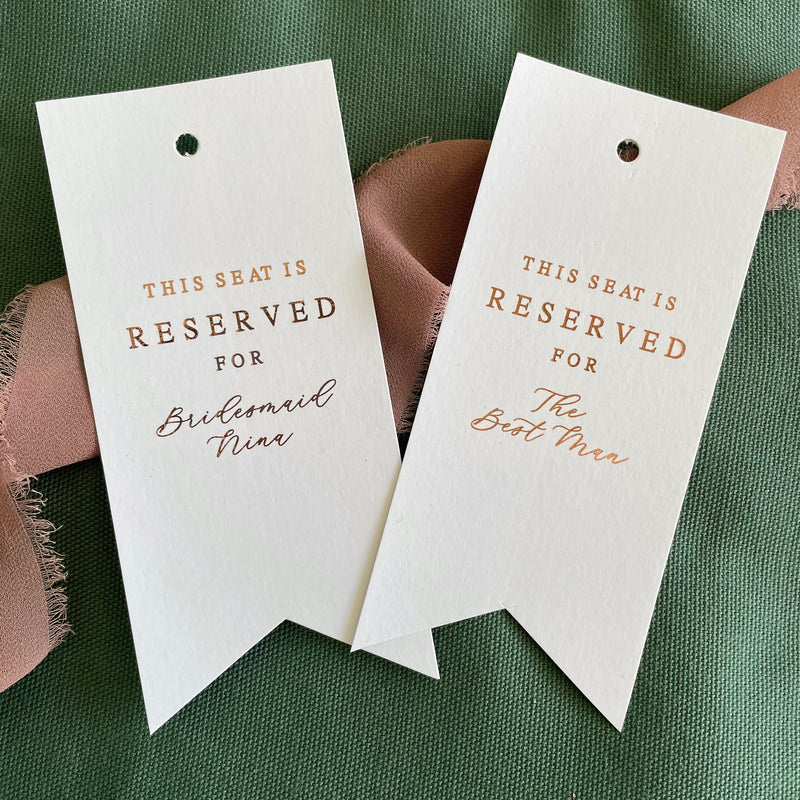 THIS SEAT IS
RESERVED
FOR
Bridesmaid
Nina
THIS SEAT IS
RESERVED
FOR
The
Best Man